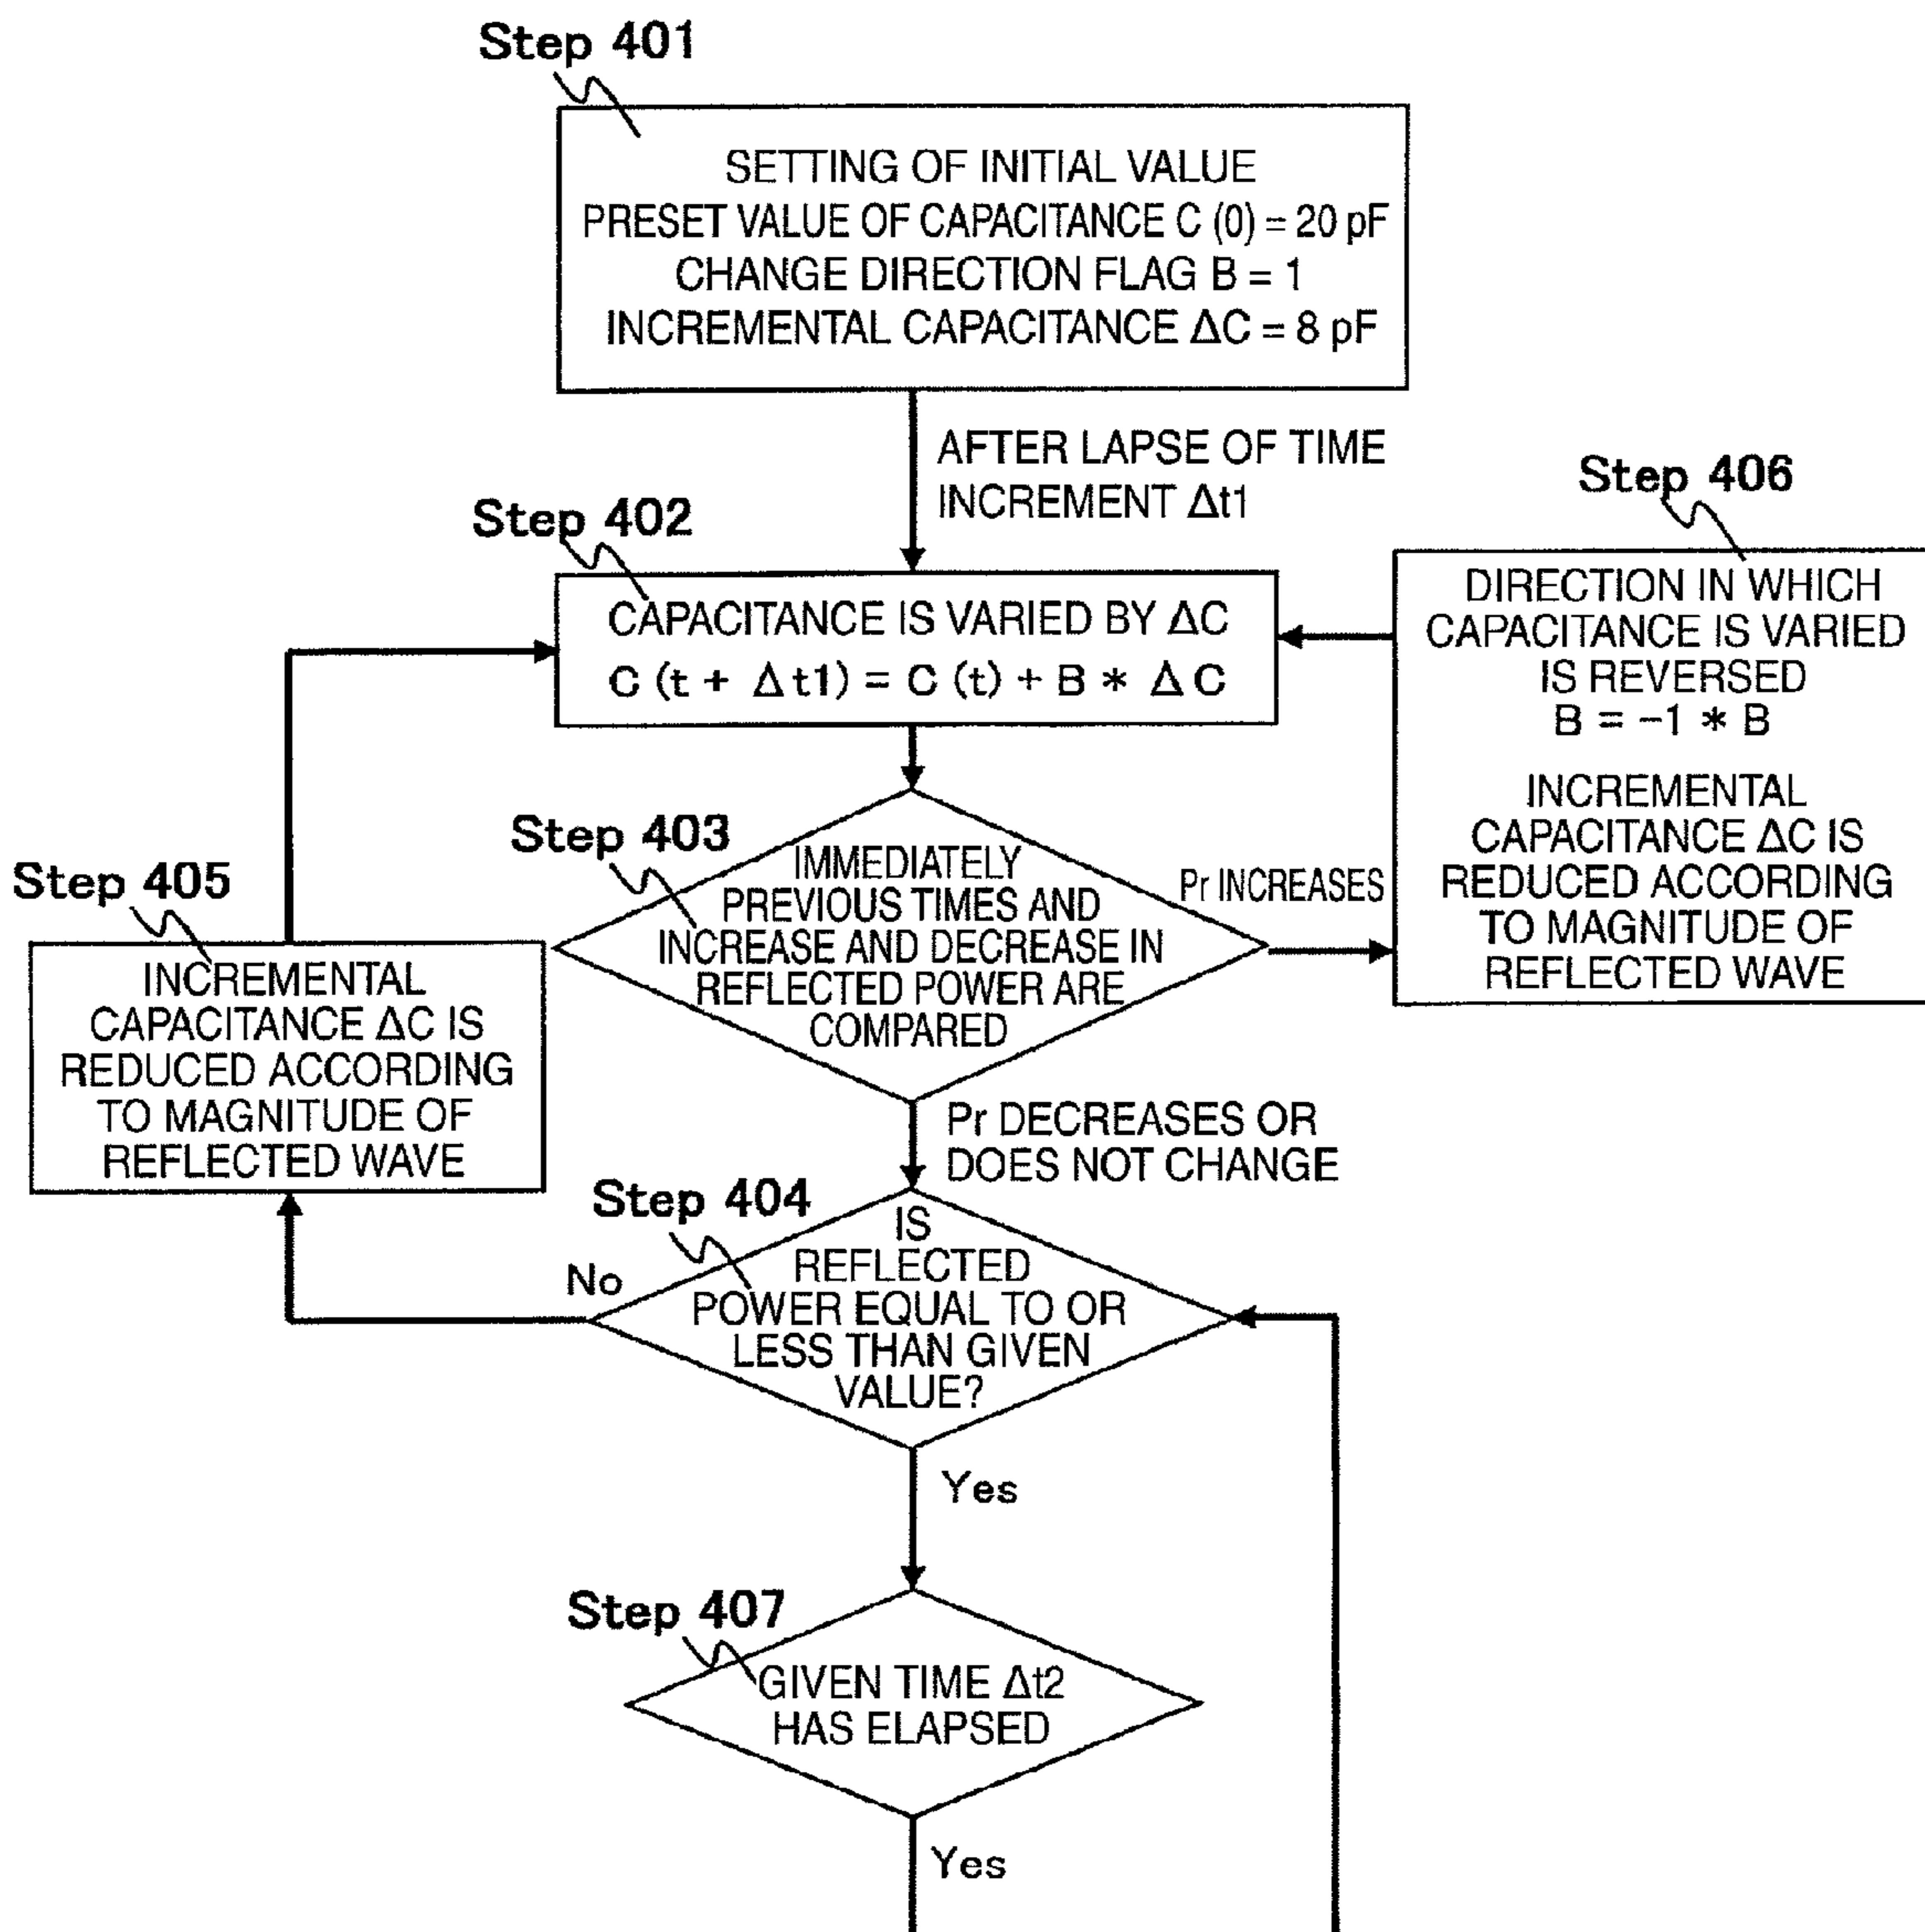 Step 401
SETTING OF INITIAL VALUE
PRESET VALUE OF CAPACITANCE C (0) = 20 pF
CHANGE DIRECTION FLAG B = 1
INCREMENTAL CAPACITANCE ΔC = 8 pF
AFTER LAPSE OF TIME
INCREMENT Δt1
Step 402
CAPACITANCE IS VARIED BY ΔC
C (t + Δt1) = C (t) + B * ΔC
Step 406
DIRECTION IN WHICH
CAPACITANCE IS VARIED
IS REVERSED
B = −1 * B
INCREMENTAL
CAPACITANCE ΔC IS
REDUCED ACCORDING
TO MAGNITUDE OF
REFLECTED WAVE
Step 403
IMMEDIATELY
PREVIOUS TIMES AND
INCREASE AND DECREASE IN
REFLECTED POWER ARE
COMPARED
Pr INCREASES
Step 405
INCREMENTAL
CAPACITANCE ΔC IS
REDUCED ACCORDING
TO MAGNITUDE OF
REFLECTED WAVE
Pr DECREASES OR
DOES NOT CHANGE
Step 404
IS
REFLECTED
POWER EQUAL TO OR
LESS THAN GIVEN
VALUE?
No
Yes
Step 407
GIVEN TIME Δt2
HAS ELAPSED
Yes